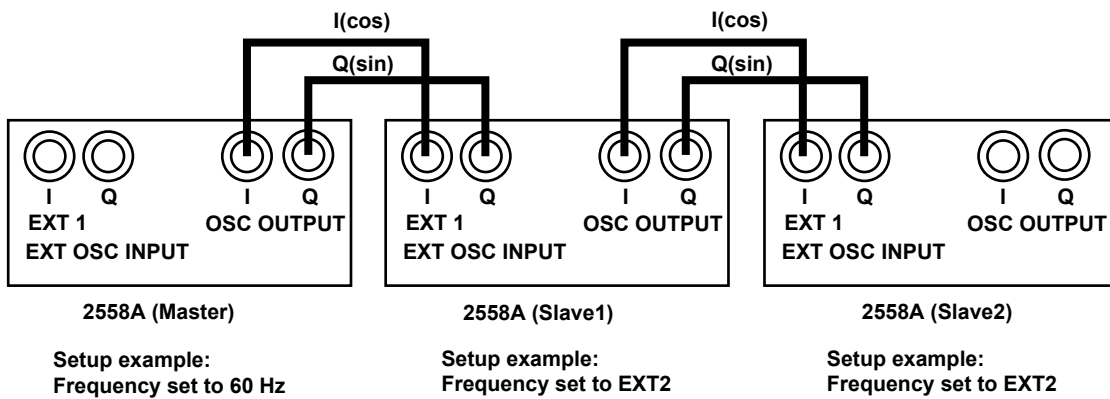 I(cos)
I(cos)
Q(sin)
Q(sin)
I Q I Q
EXT 1 OSC OUTPUT
EXT OSC INPUT
I Q I Q
EXT 1 OSC OUTPUT
EXT OSC INPUT
I Q I Q
EXT 1 OSC OUTPUT
EXT OSC INPUT
2558A (Master)
2558A (Slave1)
2558A (Slave2)
Setup example:
Frequency set to 60 Hz
Setup example:
Frequency set to EXT2
Setup example:
Frequency set to EXT2